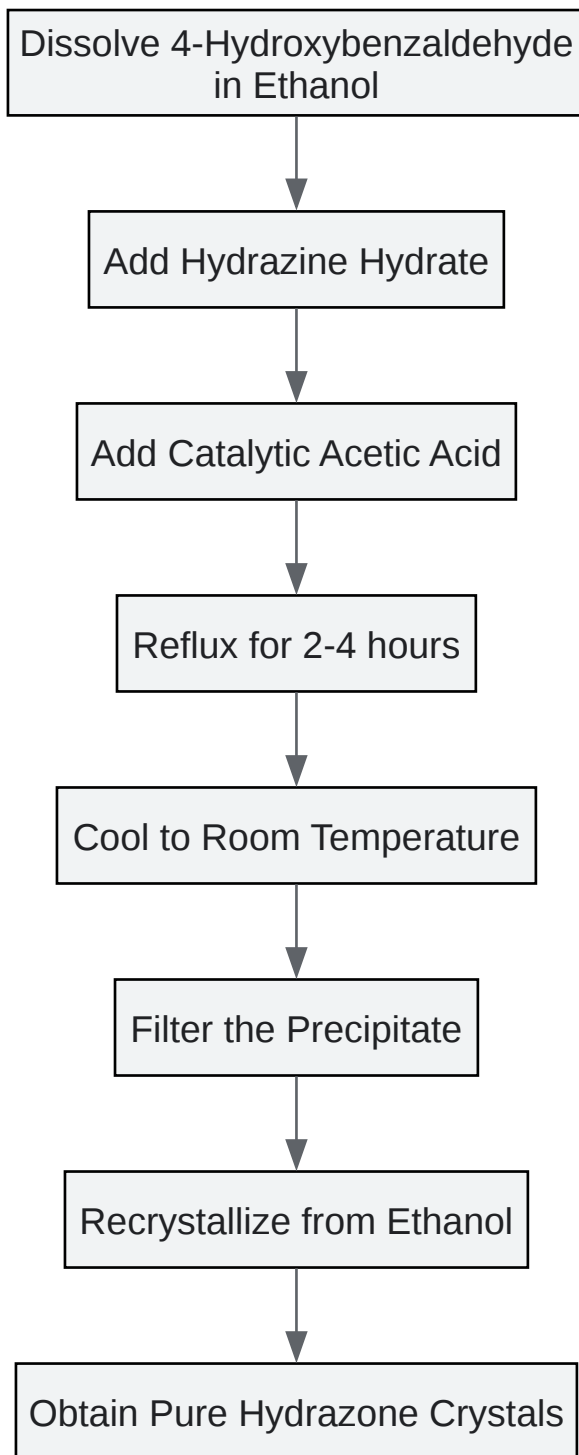 Dissolve 4-Hydroxybenzaldehyde
in Ethanol
Add Hydrazine Hydrate
Add Catalytic Acetic Acid
Reflux for 2-4 hours
Cool to Room Temperature
Filter the Precipitate
Recrystallize from Ethanol
Obtain Pure Hydrazone Crystals